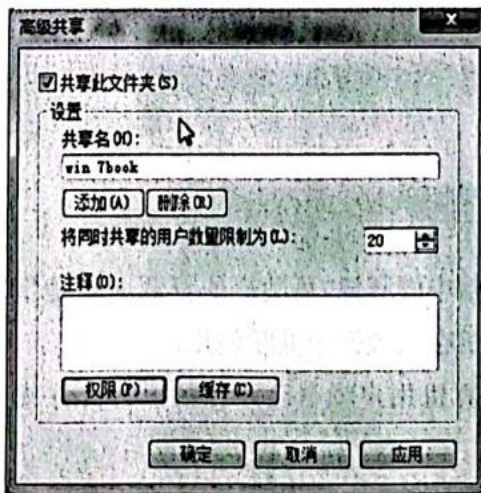 高级共享
共享此文件夹(S)
设置
共享名(H):
win 7book
添加(A) 删除(R)
将同时共享的用户数量限制为(L): 20
注释(O):
权限(P) 缓存(C)
确定 取消 应用